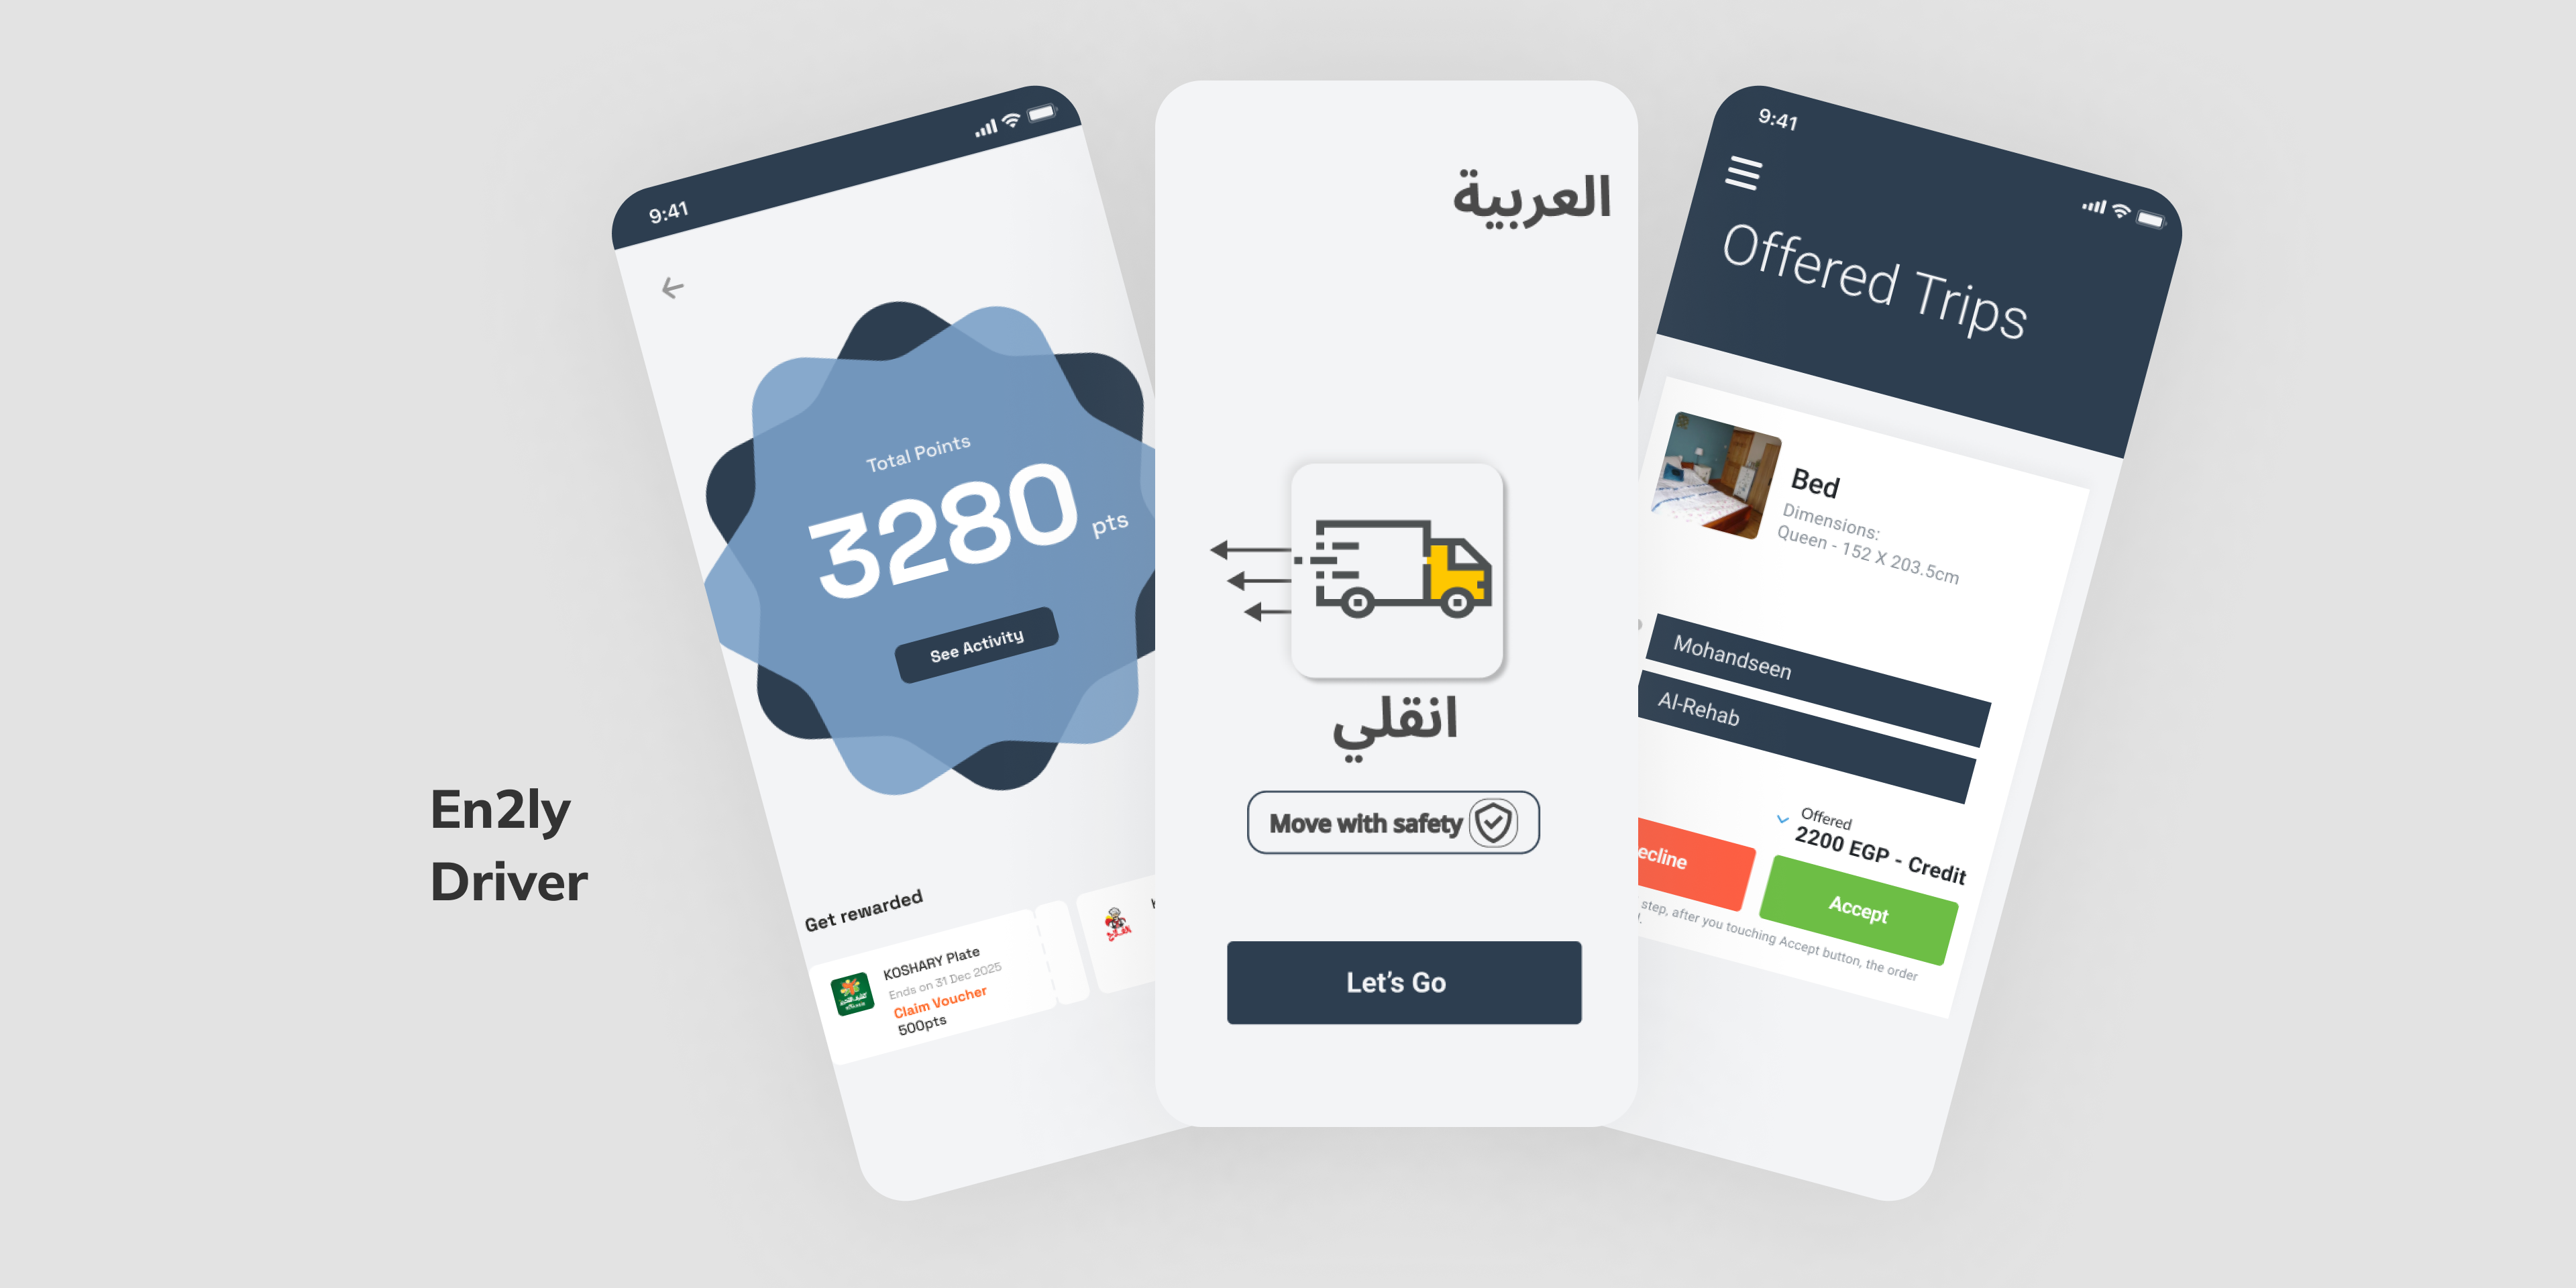 En2ly
Driver
9:41
Total Points
3280 pts
See Activity
Get rewarded
KOSHARY Plate
Ends on 31 Dec 2025
Claim Voucher
500pts
العربية
انقلي
Move with safety
Let's Go
9:41
Offered Trips
Bed
Dimensions:
Queen - 152 X 203.5cm
Mohandseen
Al-Rehab
Offered
2200 EGP - Credit
ecline
Accept
step, after you touching Accept button, the order